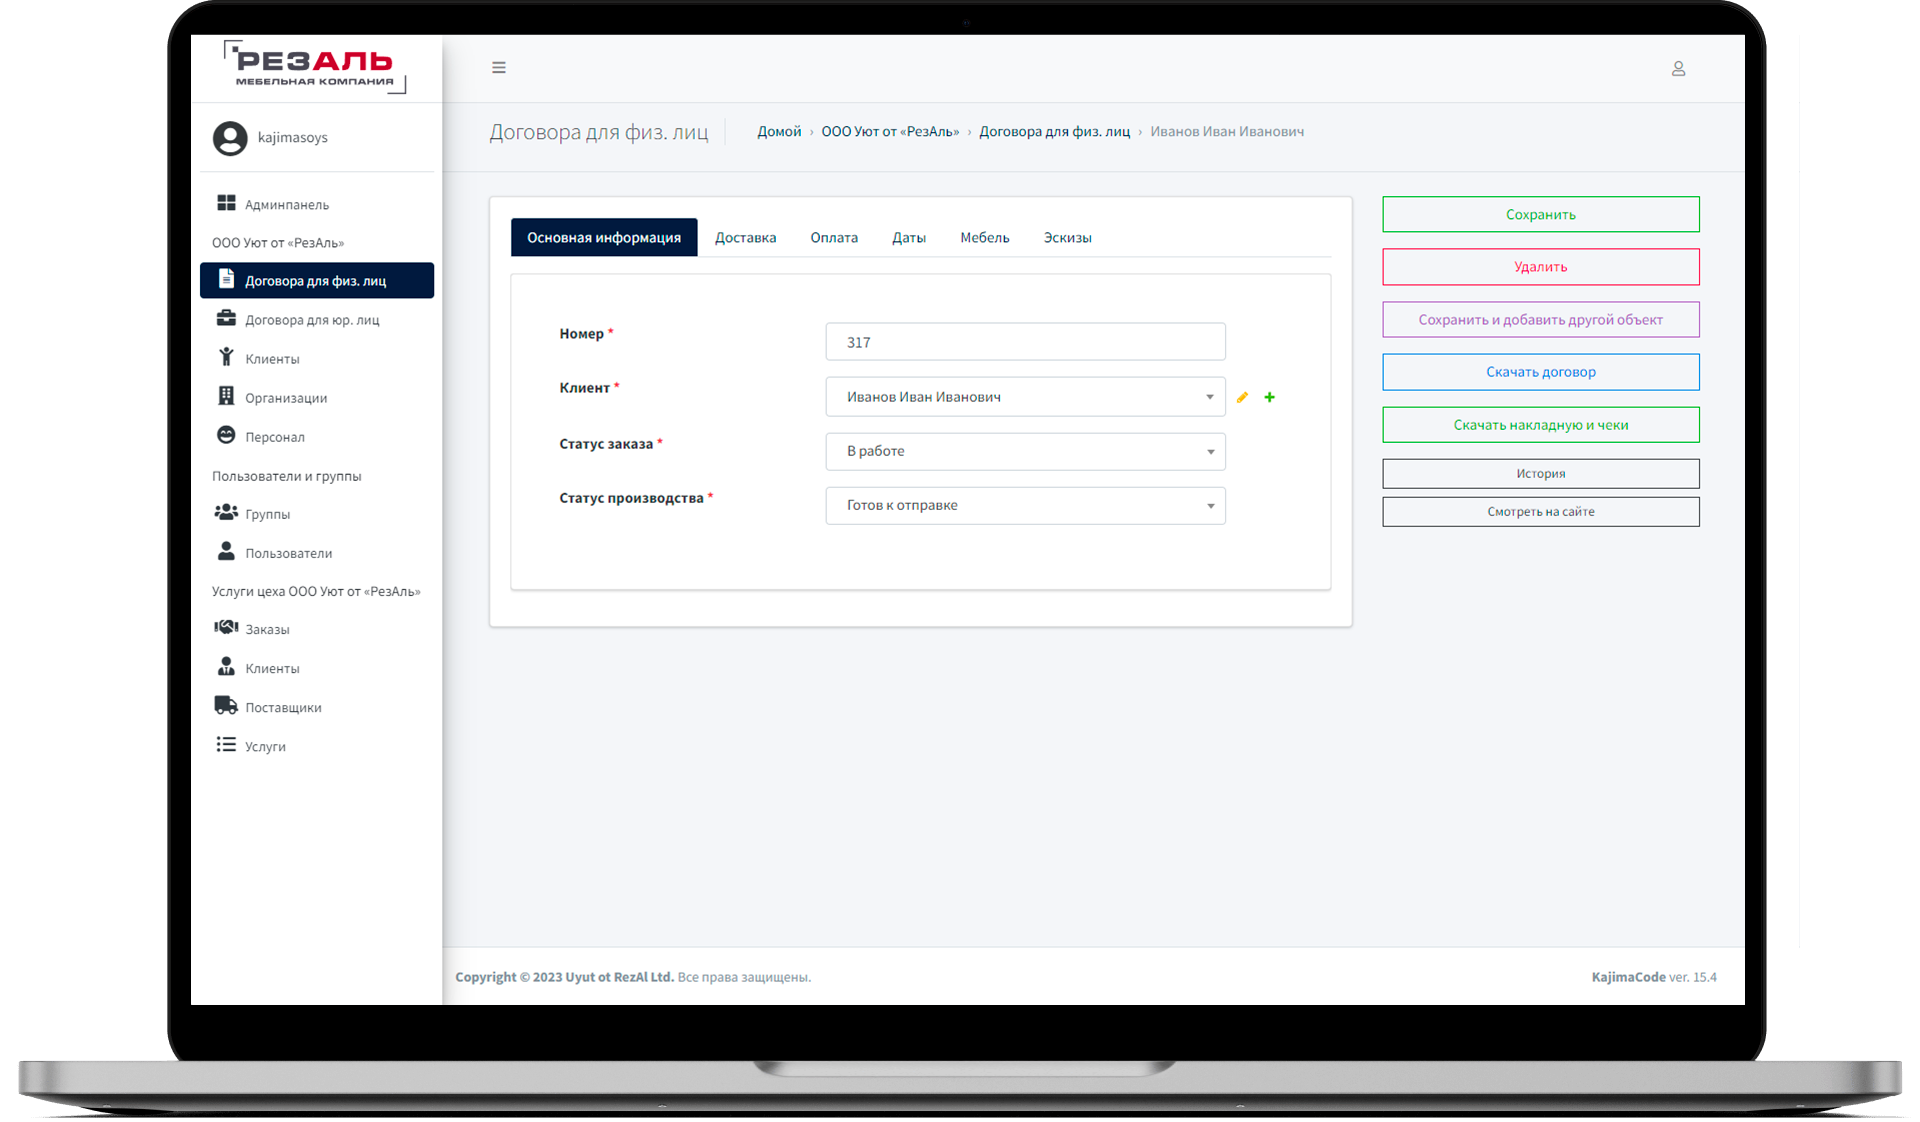 РЕЗАЛЬ
МЕБЕЛЬНАЯ КОМПАНИЯ
kajimasoys
Админпанель
ООО Уют от «РезАль»
Договора для физ. лиц
Договора для юр. лиц
Клиенты
Организации
Персонал
Пользователи и группы
Группы
Пользователи
Услуги цеха ООО Уют от «РезАль»
Заказы
Клиенты
Поставщики
Услуги
Договора для физ. лиц
Домой › ООО Уют от «РезАль» › Договора для физ. лиц › Иванов Иван Иванович
Основная информация Доставка Оплата Даты Мебель Эскизы
Номер * 317
Клиент * Иванов Иван Иванович
Статус заказа * В работе
Статус производства * Готов к отправке
Сохранить
Удалить
Сохранить и добавить другой объект
Скачать договор
Скачать накладную и чеки
История
Смотреть на сайте
Copyright © 2023 Uyut ot RezAl Ltd. Все права защищены.
KajimaCode ver. 15.4